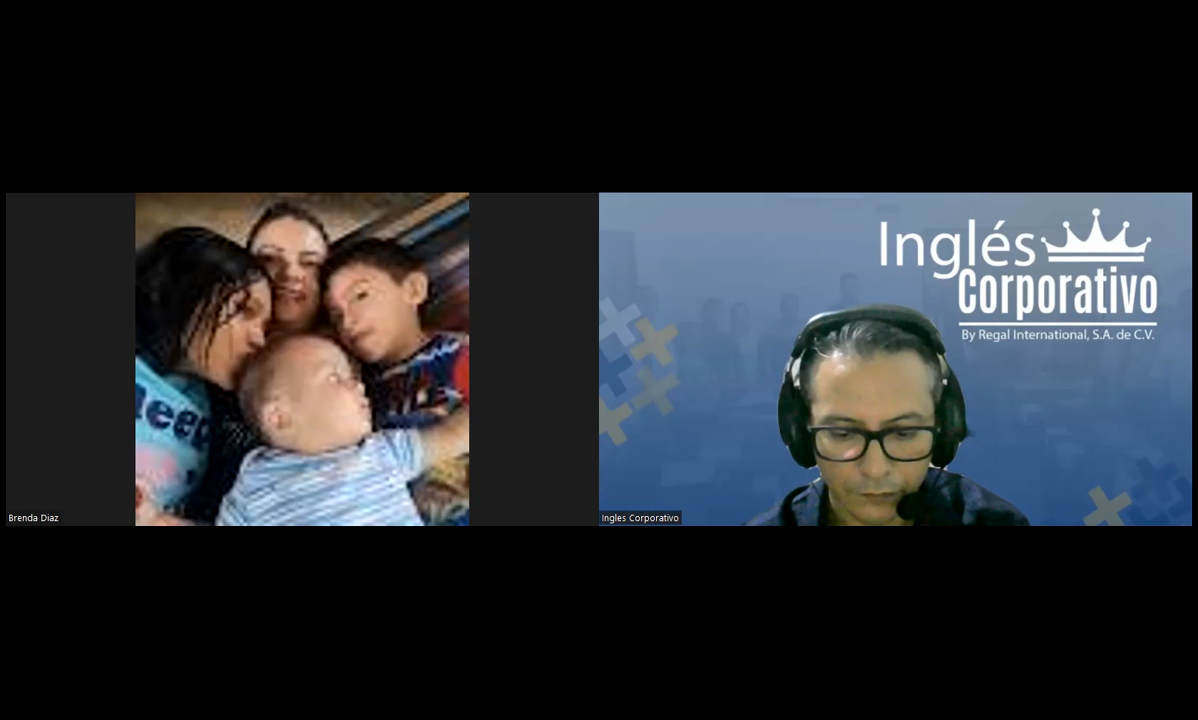 Inglés
Corporativo
By Regal International, S.A. de C.V.
Brenda Diaz
Ingles Corporativo